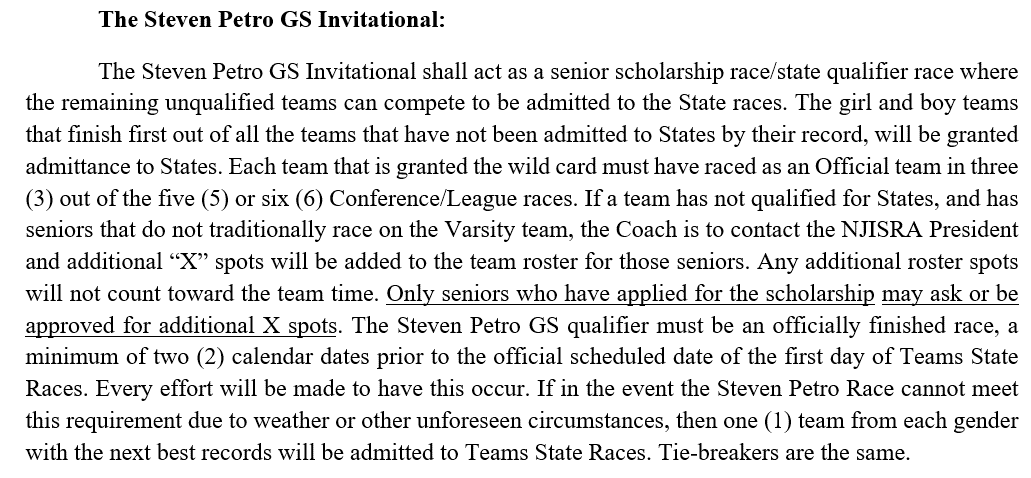 The Steven Petro GS Invitational:
The Steven Petro GS Invitational shall act as a senior scholarship race/state qualifier race where
the remaining unqualified teams can compete to be admitted to the State races. The girl and boy teams
that finish first out of all the teams that have not been admitted to States by their record, will be granted
admittance to States. Each team that is granted the wild card must have raced as an Official team in three
(3) out of the five (5) or six (6) Conference/League races. If a team has not qualified for States, and has
seniors that do not traditionally race on the Varsity team, the Coach is to contact the NJISRA President
and additional “X” spots will be added to the team roster for those seniors. Any additional roster spots
will not count toward the team time. Only seniors who have applied for the scholarship may ask or be
approved for additional X spots. The Steven Petro GS qualifier must be an officially finished race, a
minimum of two (2) calendar dates prior to the official scheduled date of the first day of Teams State
Races. Every effort will be made to have this occur. If in the event the Steven Petro Race cannot meet
this requirement due to weather or other unforeseen circumstances, then one (1) team from each gender
with the next best records will be admitted to Teams State Races. Tie-breakers are the same.